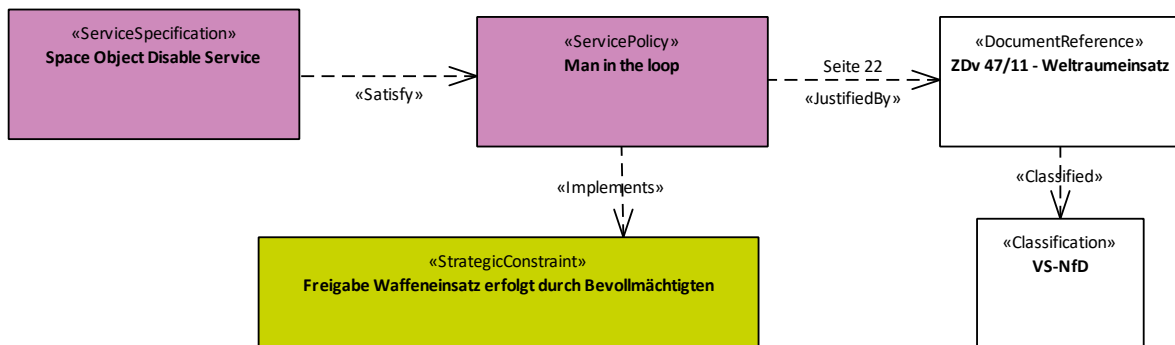 «ServiceSpecification»
Space Object Disable Service
«Satisfy»
«ServicePolicy»
Man in the loop
Seite 22
«JustifiedBy»
«DocumentReference»
ZDv 47/11 - Weltraumeinsatz
«Implements»
«Classified»
«StrategicConstraint»
Freigabe Waffeneinsatz erfolgt durch Bevollmächtigten
«Classification»
VS-NfD